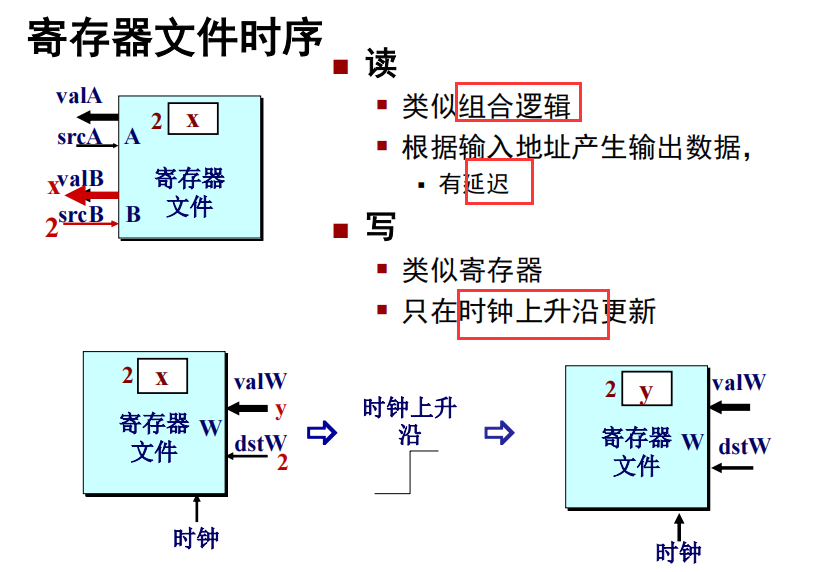 寄存器文件时序
读
类似组合逻辑
根据输入地址产生输出数据，
有延迟
写
类似寄存器
只在时钟上升沿更新
valA
srcA
A
2
x
寄存器
文件
x
valB
srcB
2
B
2
x
寄存器
文件
W
valW
y
dstW
2
时钟
时钟上升
沿
2
y
寄存器
文件
W
valW
dstW
时钟